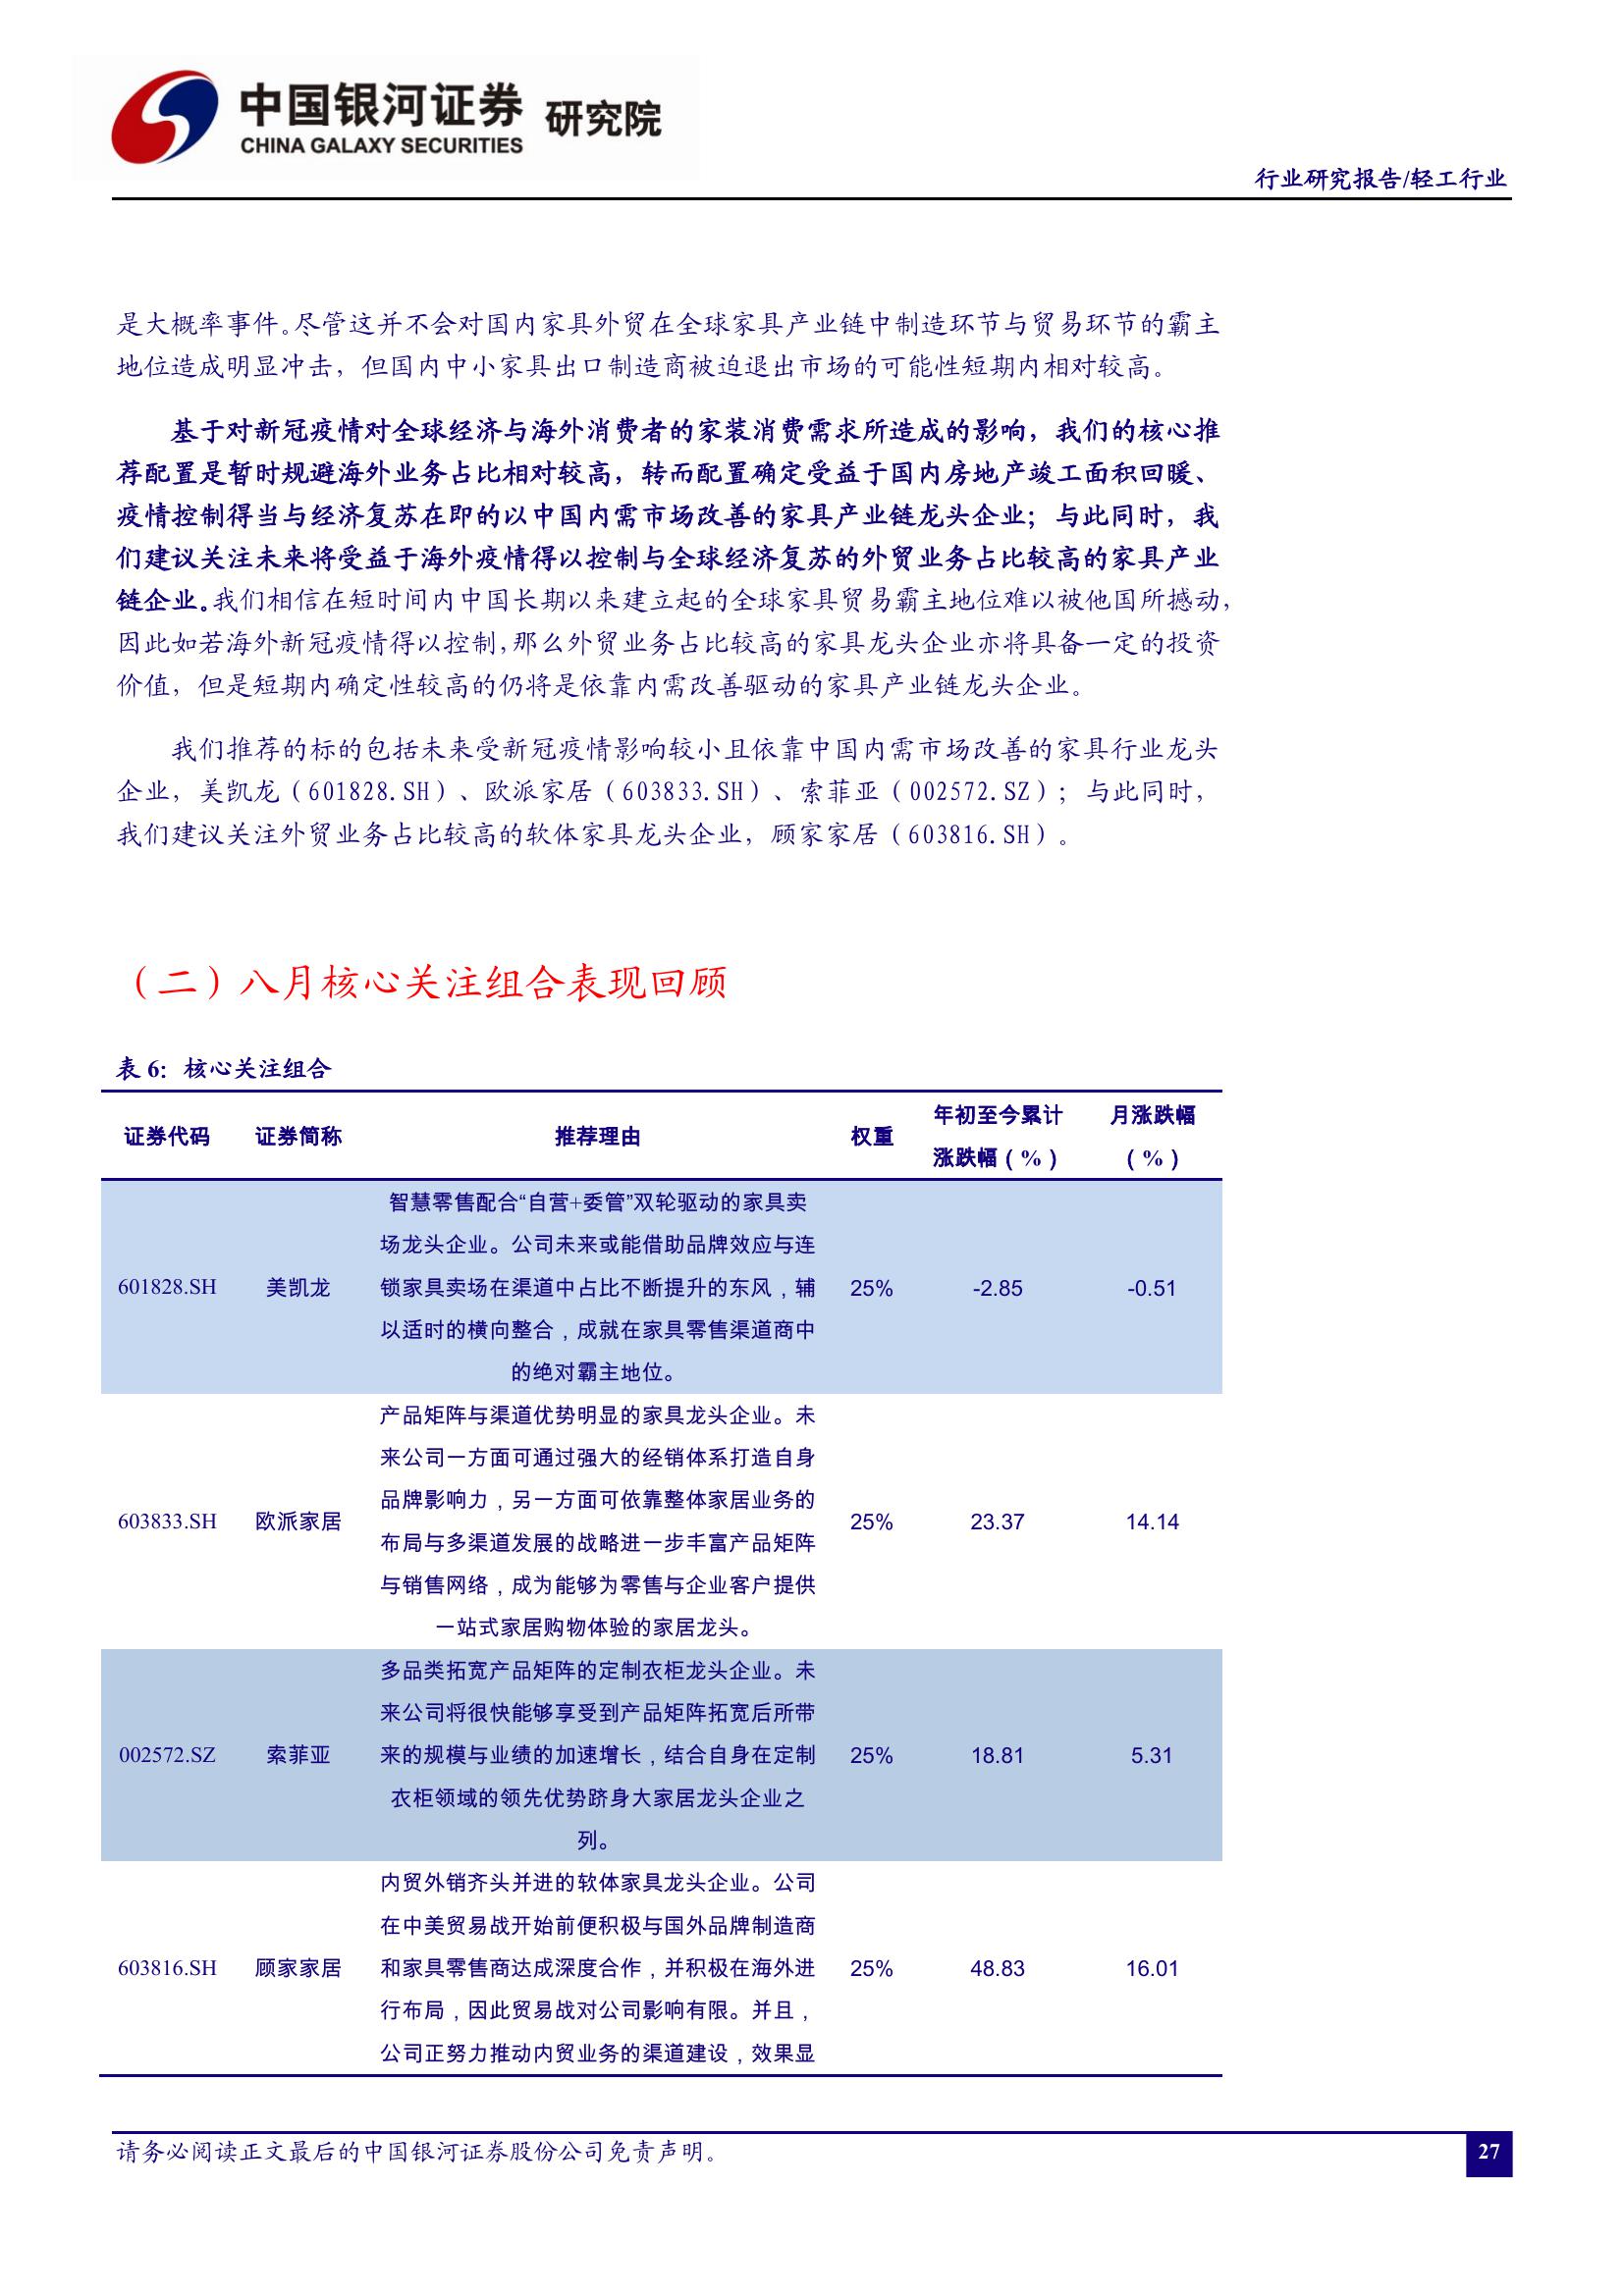 中国银河证券 研究院
CHINA GALAXY SECURITIES
行业研究报告/轻工行业
是大概率事件。尽管这并不会对国内家具外贸在全球家具产业链中制造环节与贸易环节的霸主
地位造成明显冲击，但国内中小家具出口制造商被迫退出市场的可能性短期内相对较高。
基于对新冠疫情对全球经济与海外消费者的家装消费需求所造成的影响，我们的核心推
荐配置是暂时规避海外业务占比相对较高，转而配置确定受益于国内房地产竣工面积回暖、
疫情控制得当与经济复苏在即的以中国内需市场改善的家具产业链龙头企业；与此同时，我
们建议关注未来将受益于海外疫情得以控制与全球经济复苏的外贸业务占比较高的家具产业
链企业。我们相信在短时间内中国长期以来建立起的全球家具贸易霸主地位难以被他国所撼动，
因此如若海外新冠疫情得以控制，那么外贸业务占比较高的家具龙头企业亦将具备一定的投资
价值，但是短期内确定性较高的仍将是依靠内需改善驱动的家具产业链龙头企业。
我们推荐的标的包括未来受新冠疫情影响较小且依靠中国内需市场改善的家具行业龙头
企业，美凯龙（601828.SH）、欧派家居（603833.SH）、索菲亚（002572.SZ）；与此同时，
我们建议关注外贸业务占比较高的软体家具龙头企业，顾家家居（603816.SH）。
（二）八月核心关注组合表现回顾
表 6：核心关注组合
证券代码 证券简称 推荐理由 权重 年初至今累计 月涨跌幅
涨跌幅（%） （%）
智慧零售配合“自营+委管”双轮驱动的家具卖
场龙头企业。公司未来或能借助品牌效应与连
601828.SH 美凯龙 锁家具卖场在渠道中占比不断提升的东风，辅 25% -2.85 -0.51
以适时的横向整合，成就在家具零售渠道商中
的绝对霸主地位。
产品矩阵与渠道优势明显的家具龙头企业。未
来公司一方面可通过强大的经销体系打造自身
品牌影响力，另一方面可依靠整体家居业务的
603833.SH 欧派家居 25% 23.37 14.14
布局与多渠道发展的战略进一步丰富产品矩阵
与销售网络，成为能够为零售与企业客户提供
一站式家居购物体验的家居龙头。
多品类拓宽产品矩阵的定制衣柜龙头企业。未
来公司将很快能够享受到产品矩阵拓宽后所带
002572.SZ 索菲亚 来的规模与业绩的加速增长，结合自身在定制 25% 18.81 5.31
衣柜领域的领先优势跻身大家居龙头企业之
列。
内贸外销齐头并进的软体家具龙头企业。公司
在中美贸易战开始前便积极与国外品牌制造商
603816.SH 顾家家居 和家具零售商达成深度合作，并积极在海外进 25% 48.83 16.01
行布局，因此贸易战对公司影响有限。并且，
公司正努力推动内贸业务的渠道建设，效果显
请务必阅读正文最后的中国银河证券股份公司免责声明。
27